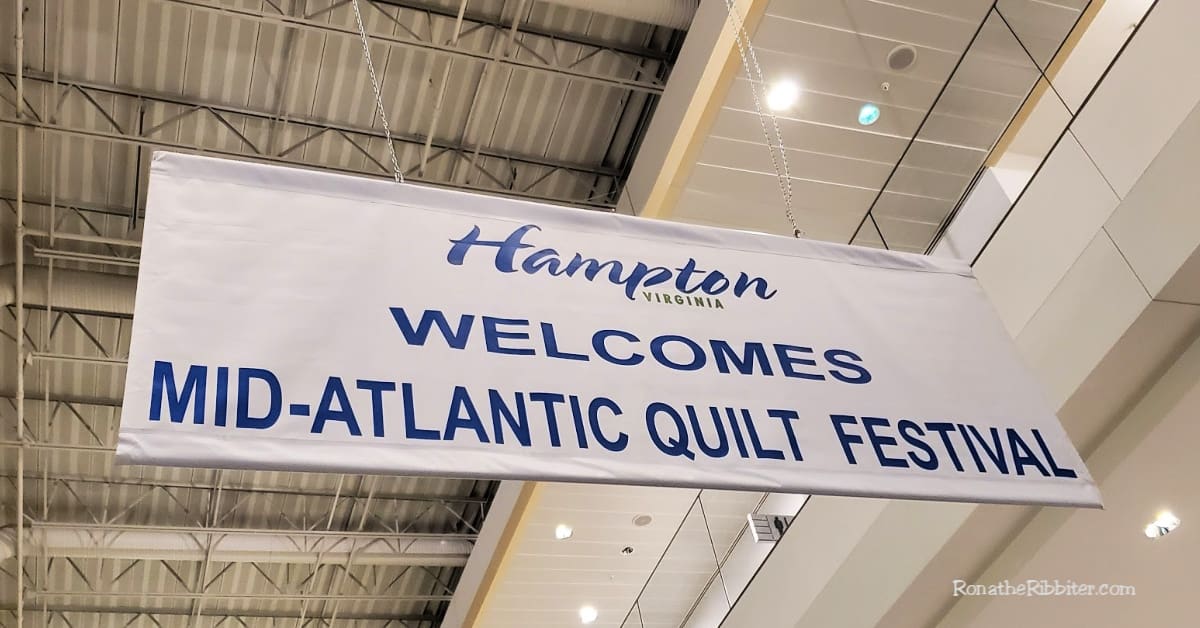 Hampton
VIRGINIA
WELCOMES
MID-ATLANTIC QUILT FESTIVAL
RonatheRibbiter.com